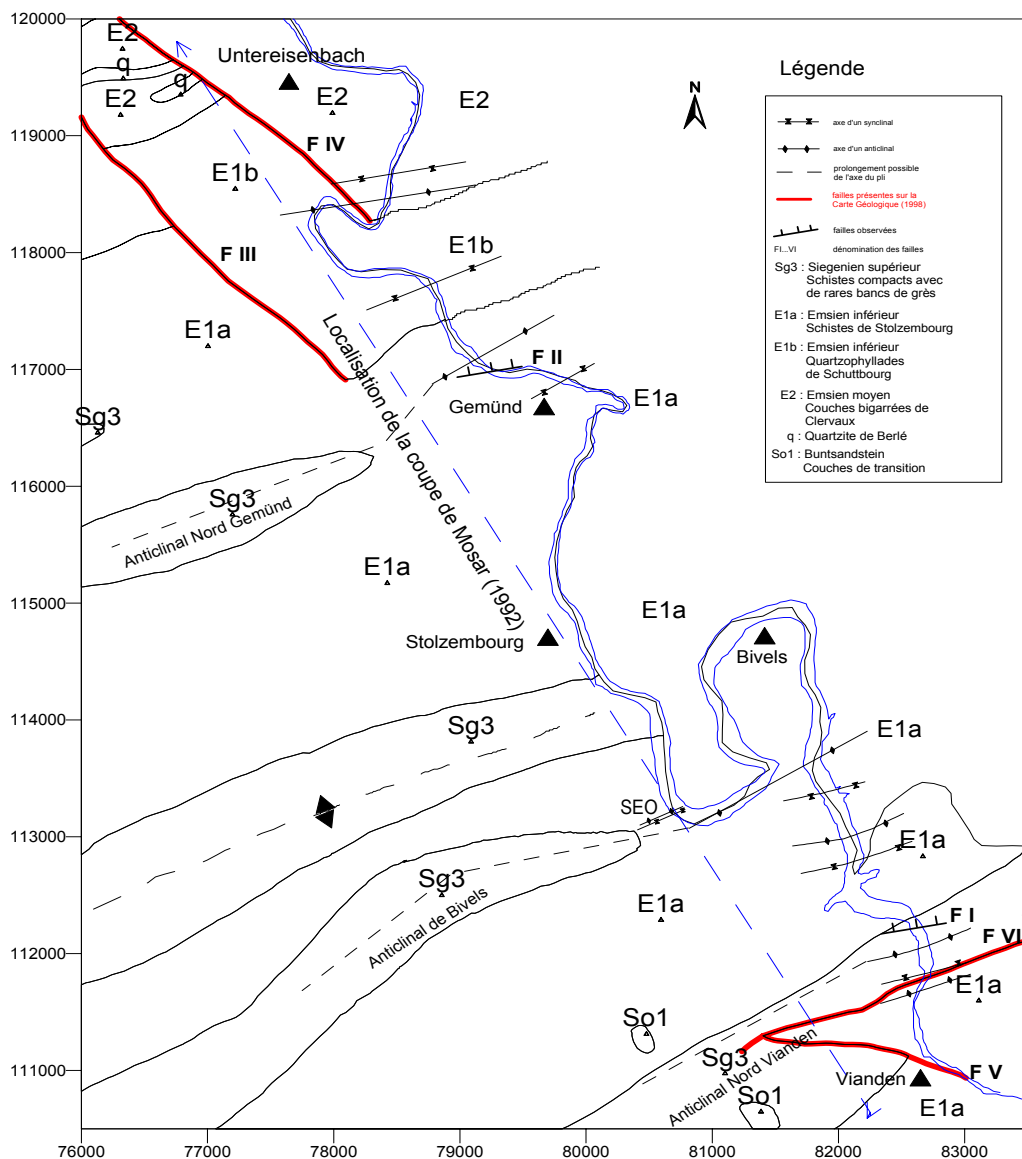 120000
119000
118000
117000
116000
115000
114000
113000
112000
111000
76000
77000
78000
79000
80000
81000
82000
83000
E2
q
q
E2
Untereisenbach
E2
E2
F IV
E1b
F III
E1b
E1a
F II
Gemünd
E1a
Sg3
Sg3
Anticlinal Nord Gemünd
Localisation de la coupe de Mosar (1992)
E1a
E1a
Stolzembourg
Bivels
Sg3
E1a
SEO
E1a
Sg3
Anticlinal de Bivels
E1a
F I
F VI
E1a
So1
Sg3
Anticlinal Nord Vianden
So1
Vianden
F V
E1a
N
Légende
axe d'un synclinal
axe d'un anticlinal
prolongement possible
de l'axe du pli
failles présentes sur la
Carte Géologique (1998)
failles observées
FI...VI dénomination des failles
Sg3 : Siegenien supérieur
Schistes compacts avec
de rares bancs de grès
E1a : Emsien inférieur
Schistes de Stolzembourg
E1b : Emsien inférieur
Quartzophyllades
de Schuttbourg
E2 : Emsien moyen
Couches bigarrées de
Clervaux
q : Quartzite de Berlé
So1 : Buntsandstein
Couches de transition